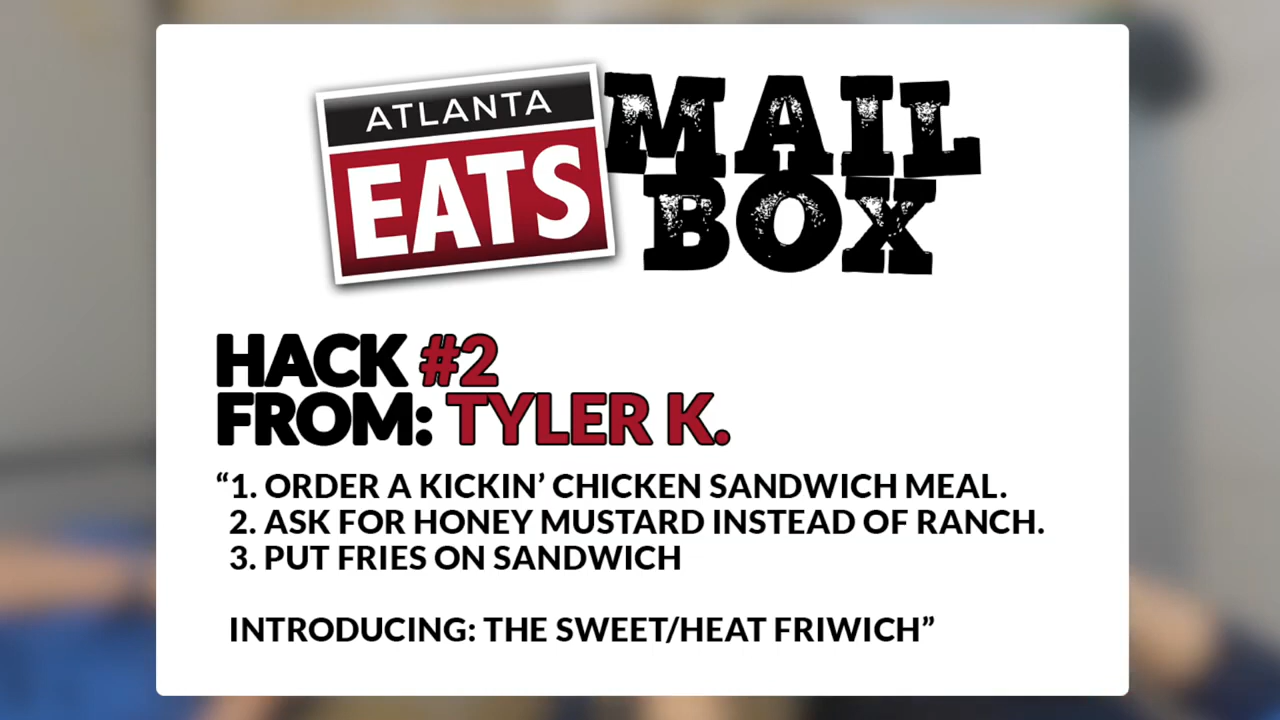 ATLANTA
EATS
MAIL
BOX
HACK #2
FROM: TYLER K.
“1. ORDER A KICKIN’ CHICKEN SANDWICH MEAL.
2. ASK FOR HONEY MUSTARD INSTEAD OF RANCH.
3. PUT FRIES ON SANDWICH
INTRODUCING: THE SWEET/HEAT FRIWICH”